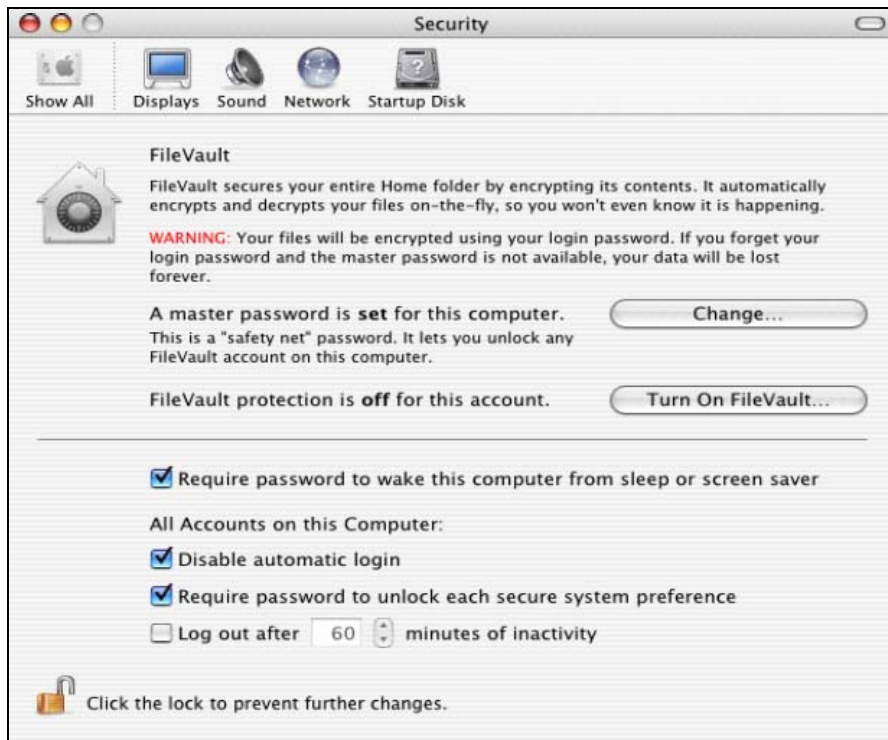 Security
Show All
Displays
Sound
Network
Startup Disk
FileVault
FileVault secures your entire Home folder by encrypting its contents. It automatically
encrypts and decrypts your files on-the-fly, so you won't even know it is happening.
WARNING: Your files will be encrypted using your login password. If you forget your
login password and the master password is not available, your data will be lost
forever.
A master password is set for this computer.
Change...
This is a "safety net" password. It lets you unlock any
FileVault account on this computer.
FileVault protection is off for this account.
Turn On FileVault...
Require password to wake this computer from sleep or screen saver
All Accounts on this Computer:
Disable automatic login
Require password to unlock each secure system preference
Log out after 60 minutes of inactivity
Click the lock to prevent further changes.